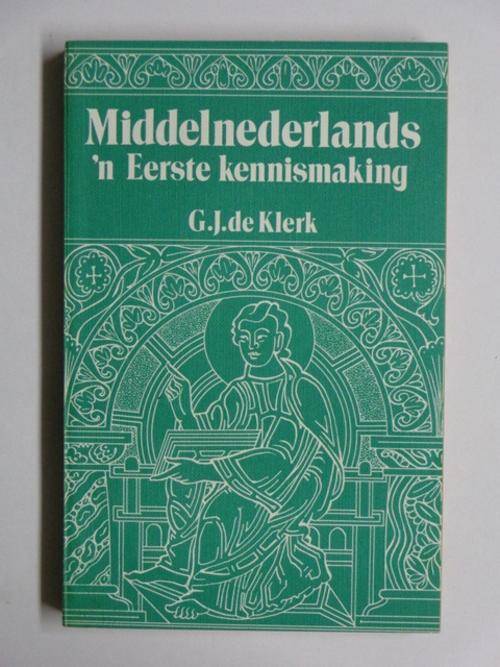 Middelnederlands
'n Eerste kennismaking
G.J.de Klerk